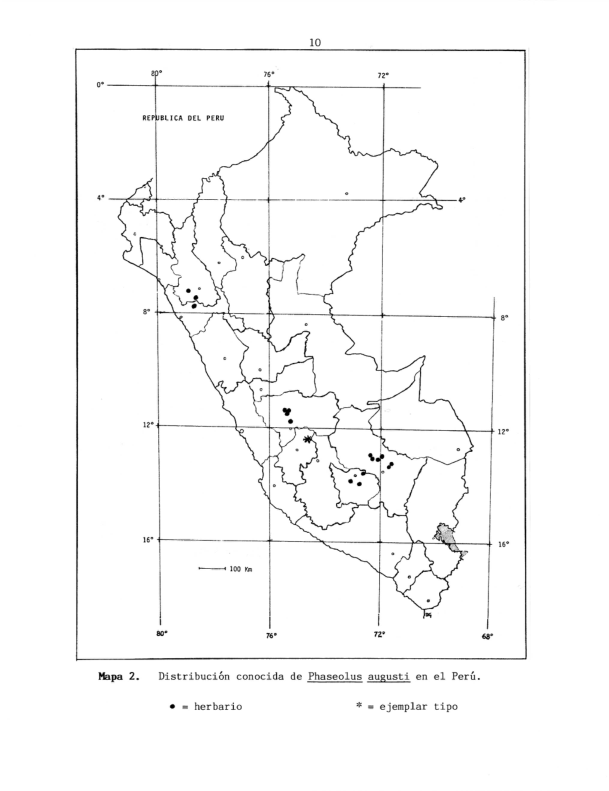 10
80° 76° 72°
0°
REPUBLICA DEL PERU
4° 4°
8° 8°
12° 12°
16° 16°
100 Km
80° 76° 72° 68°
Mapa 2. Distribución conocida de Phaseolus augusti en el Perú.
● = herbario * = ejemplar tipo